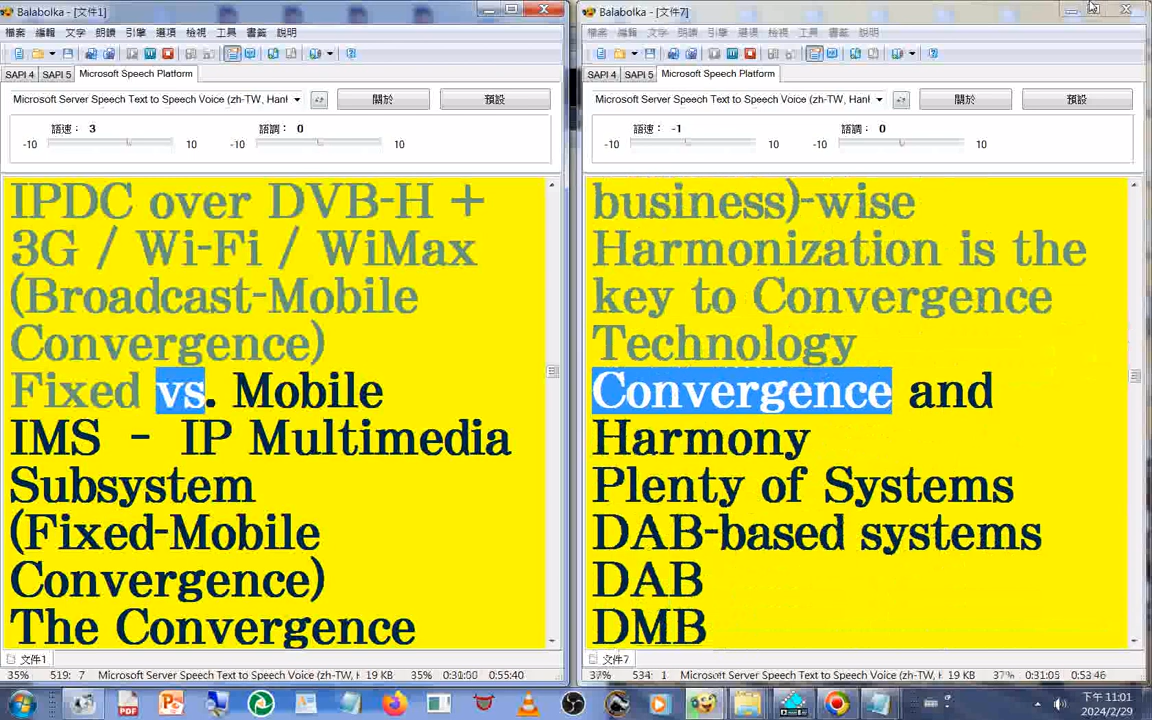 Balabolka - [文件1]
檔案 編輯 文字 朗讀 引擎 選項 檢視 工具 書籤 說明
SAPI 4 SAPI 5 Microsoft Speech Platform
Microsoft Server Speech Text to Speech Voice (zh-TW, Hanl
關於 預設
語速： 3 語調： 0
-10 10 -10 10
IPDC over DVB-H +
3G / Wi-Fi / WiMax
(Broadcast-Mobile
Convergence)
Fixed vs. Mobile
IMS – IP Multimedia
Subsystem
(Fixed-Mobile
Convergence)
The Convergence
文件1
35% 519: 7 Microsoft Speech Text to Speech Voice (zh-TW, H 19 KB 35% 0:31:00 0:55:40
Balabolka - [文件7]
檔案 編輯 文字 朗讀 引擎 選項 檢視 工具 書籤 說明
SAPI 4 SAPI 5 Microsoft Speech Platform
Microsoft Server Speech Text to Speech Voice (zh-TW, Hanl
關於 預設
語速： -1 語調： 0
-10 10 -10 10
business)-wise
Harmonization is the
key to Convergence
Technology
Convergence and
Harmony
Plenty of Systems
DAB-based systems
DAB
DMB
文件7
37% 534: 1 Microsoft Speech Text to Speech Voice (zh-TW, H 19 KB 37% 0:31:05 0:53:46
下午 11:01
2024/2/29